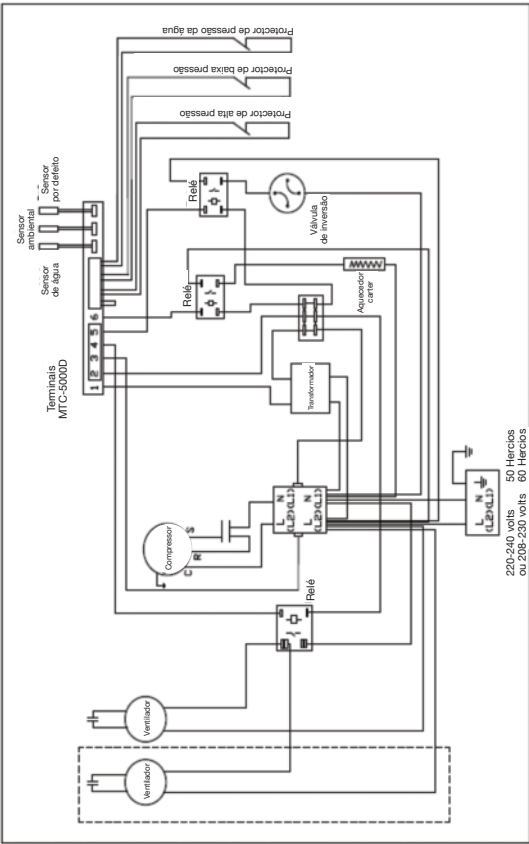 Protector de pressão da água
Protector de baixa pressão
Protector de alta pressão
Sensor
por defeito
Sensor
ambiental
Sensor
de água
Terminais
MTC-5000D
1 2 3 4 5 6
Relé
Relé
Válvula
de inversão
Aquecedor
carter
Transformador
Compressor
C R S
L N
(L2)(L1)
Relé
Ventilador
Ventilador
L N
(L2)(L1)
220-240 volts 50 Hercios
ou 208-230 volts 60 Hercios